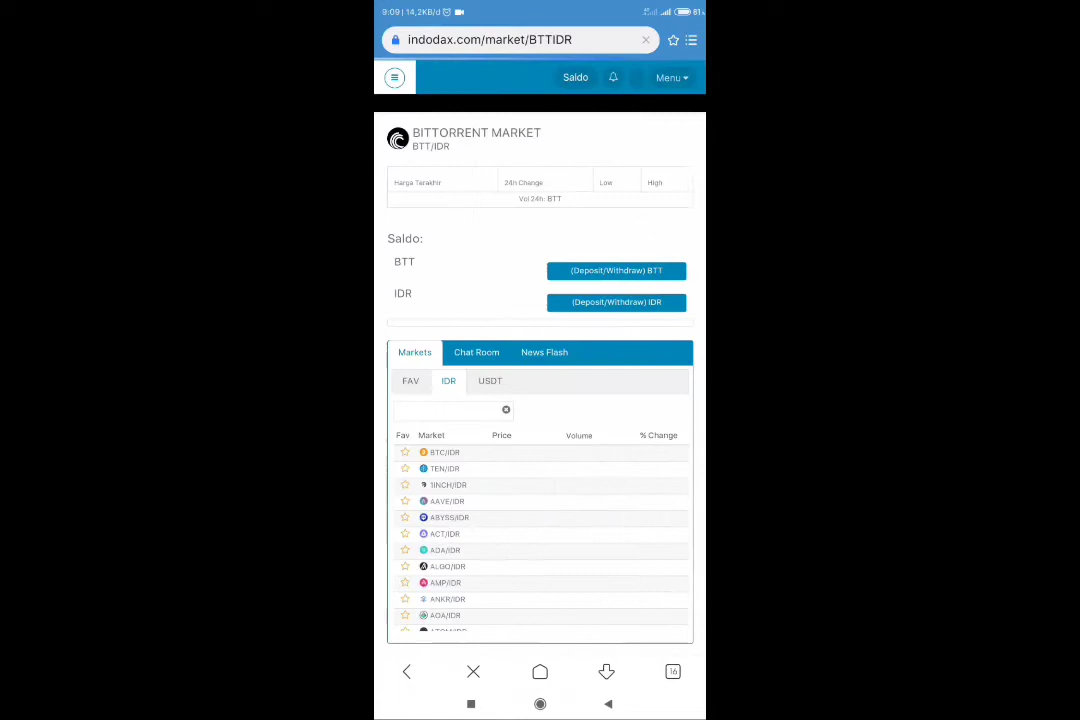 9:09 | 14,2KB/d
81%
indodax.com/market/BTTIDR
Saldo
Menu
BITTORRENT MARKET
BTT/IDR
Harga Terakhir
24h Change
Low
High
Vol 24h: BTT
Saldo:
BTT
(Deposit/Withdraw) BTT
IDR
(Deposit/Withdraw) IDR
Markets
Chat Room
News Flash
FAV
IDR
USDT
Fav Market Price Volume % Change
BTC/IDR
TEN/IDR
1INCH/IDR
AAVE/IDR
ABYSS/IDR
ACT/IDR
ADA/IDR
ALGO/IDR
AMP/IDR
ANKR/IDR
AOA/IDR
16